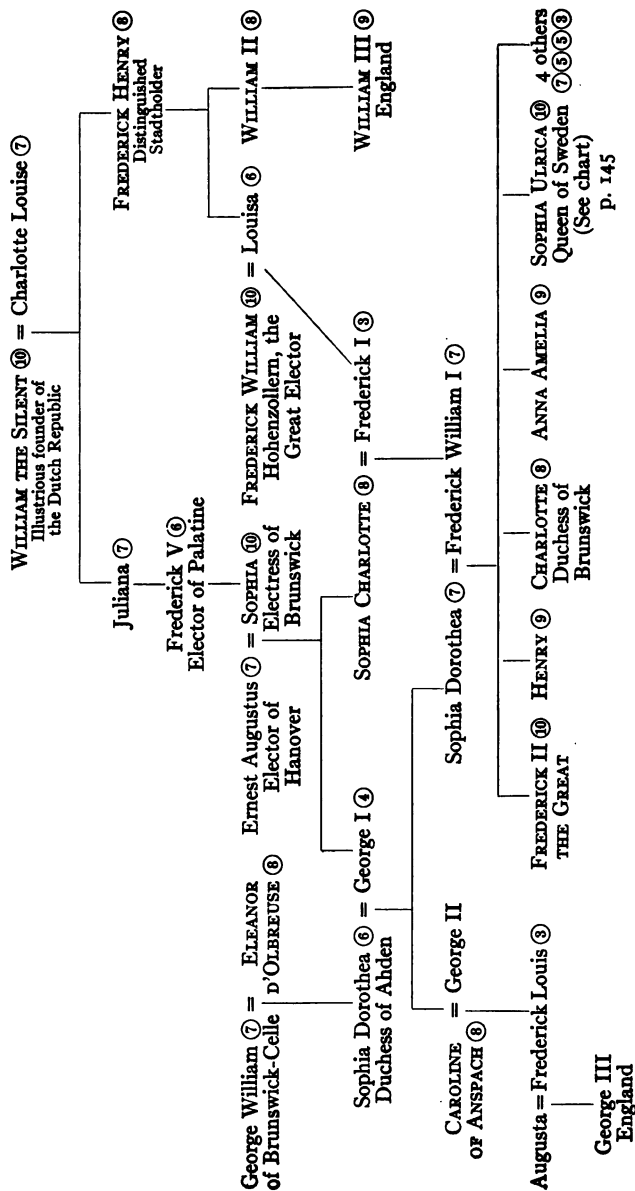 WILLIAM THE SILENT ⑩ = Charlotte Louise ⑦
Illustrious founder of
the Dutch Republic
Juliana ⑦
FREDERICK HENRY ⑧
Distinguished
Stadtholder
Frederick V ⑥
Elector of Palatine
George William ⑦ = ELEANOR
of Brunswick-Celle D'OLBREUSE ⑧
Ernest Augustus ⑦ = SOPHIA ⑩
Elector of Electress of
Hanover Brunswick
FREDERICK WILLIAM ⑩ = Louisa ⑥
Hohenzollern, the
Great Elector
WILLIAM II ⑧
Sophia Dorothea ⑥ = George I ④
Duchess of Ahden
SOPHIA CHARLOTTE ⑧ = Frederick I ③
WILLIAM III ⑨
England
CAROLINE = George II
OF ANSPACH ⑧
Sophia Dorothea ⑦ = Frederick William I ⑦
Augusta = Frederick Louis ③
FREDERICK II ⑩
THE GREAT
HENRY ⑨
CHARLOTTE ⑧
Duchess of
Brunswick
ANNA AMELIA ⑨
SOPHIA ULRICA ⑩
Queen of Sweden
(See chart)
p. 145
4 others
⑦⑤⑤③
George III
England